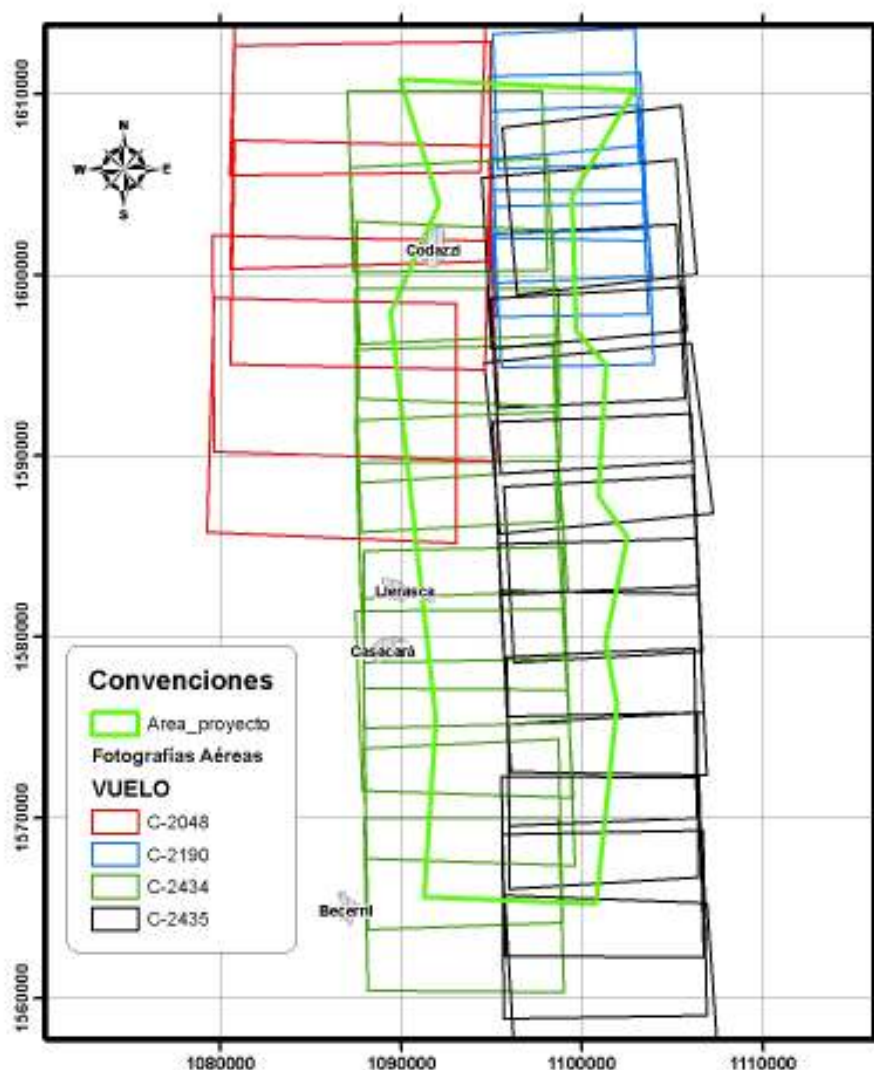 1610000
1600000
1590000
1580000
1570000
1560000
N
W E
S
Codazzi
Llerasca
Casacará
Becerril
Convenciones
Area_proyecto
Fotografías Aéreas
VUELO
C-2048
C-2190
C-2434
C-2435
1080000 1090000 1100000 1110000